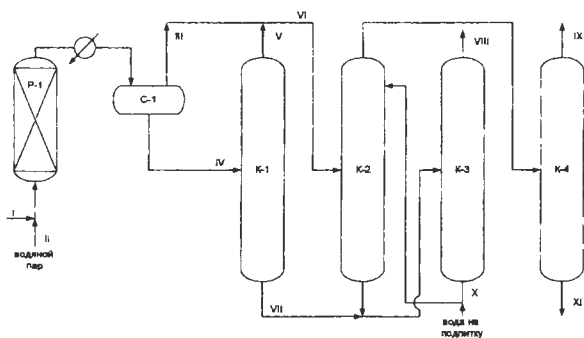 VI
III
V
VIII
IX
P-1
C-1
IV
К-1
К-2
К-3
К-4
I
II
водяной
пар
VII
X
вода на
подпитку
XI